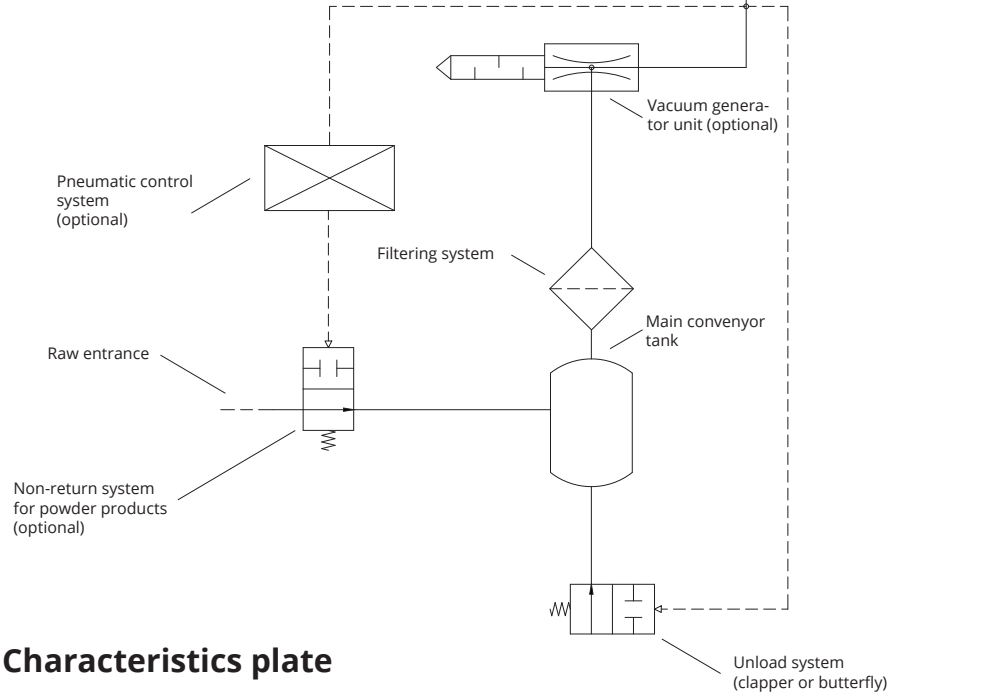 Vacuum genera-
tor unit (optional)
Pneumatic control
system
(optional)
Filtering system
Main convenyor
tank
Raw entrance
Non-return system
for powder products
(optional)
Unload system
(clapper or butterfly)
Characteristics plate